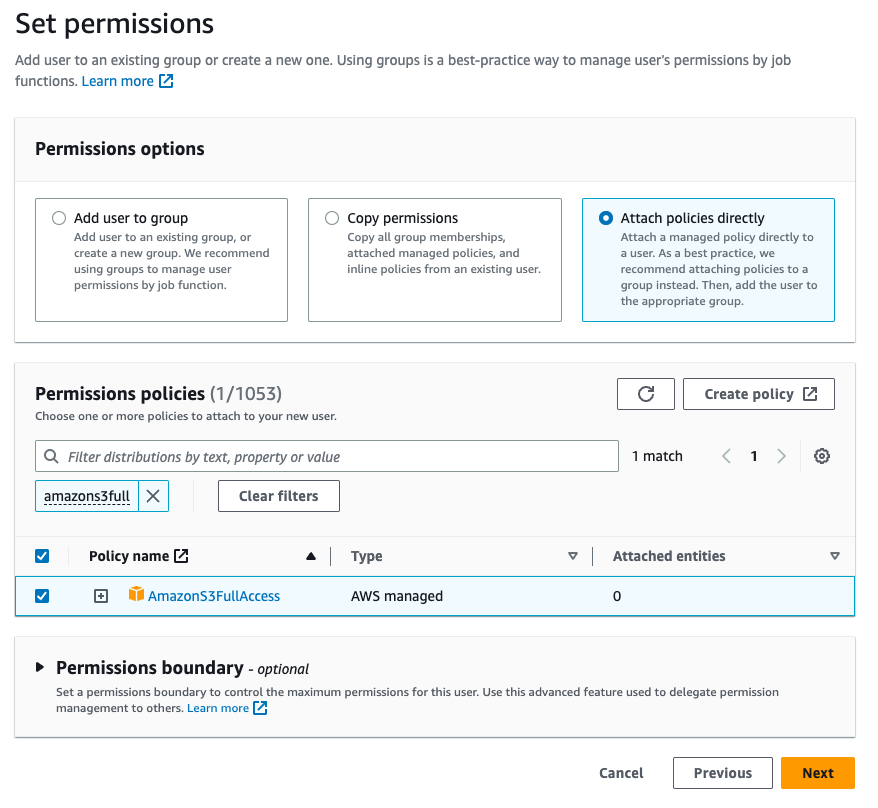 Set permissions
Add user to an existing group or create a new one. Using groups is a best-practice way to manage user's permissions by job
functions. Learn more
Permissions options
Add user to group
Add user to an existing group, or
create a new group. We recommend
using groups to manage user
permissions by job function.
Copy permissions
Copy all group memberships,
attached managed policies, and
inline policies from an existing user.
Attach policies directly
Attach a managed policy directly to
a user. As a best practice, we
recommend attaching policies to a
group instead. Then, add the user to
the appropriate group.
Permissions policies (1/1053)
Choose one or more policies to attach to your new user.
Create policy
Filter distributions by text, property or value
1 match
1
amazons3full
Clear filters
Policy name
Type
Attached entities
AmazonS3FullAccess
AWS managed
0
Permissions boundary - optional
Set a permissions boundary to control the maximum permissions for this user. Use this advanced feature used to delegate permission
management to others. Learn more
Cancel
Previous
Next